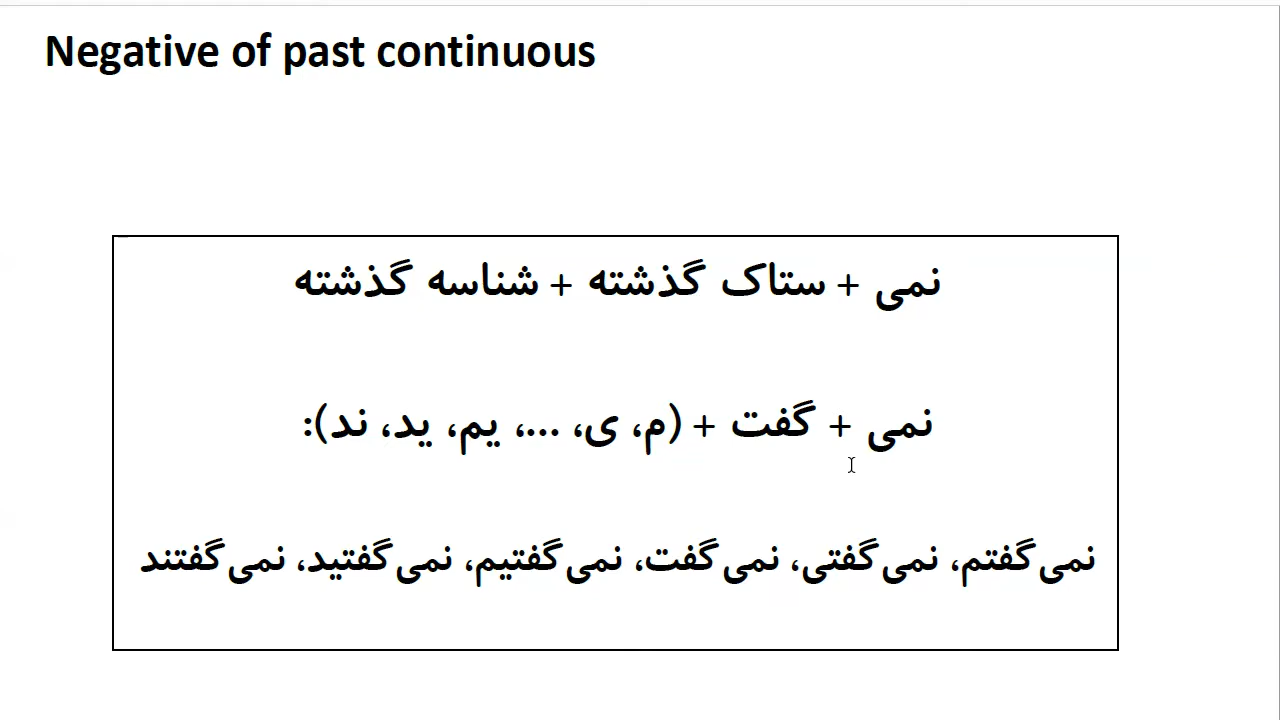 Negative of past continuous
نمی + ستاک گذشته + شناسه گذشته
نمی + گفت + (م، ی، ...، یم، ید، ند):
نمی‌گفتم، نمی‌گفتی، نمی‌گفت، نمی‌گفتیم، نمی‌گفتید، نمی‌گفتند